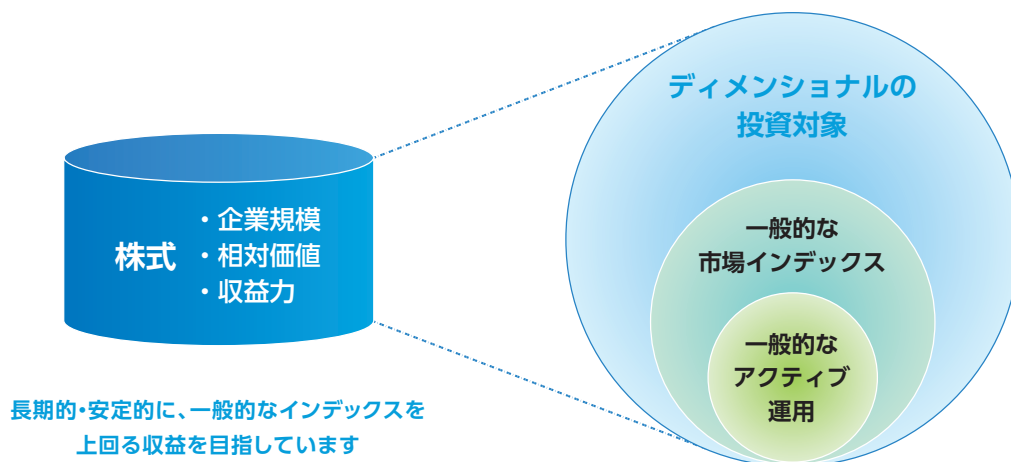 ディメンショナルの
投資対象
株式
・企業規模
・相対価値
・収益力
一般的な
市場インデックス
一般的な
アクティブ
運用
長期的・安定的に、一般的なインデックスを
上回る収益を目指しています